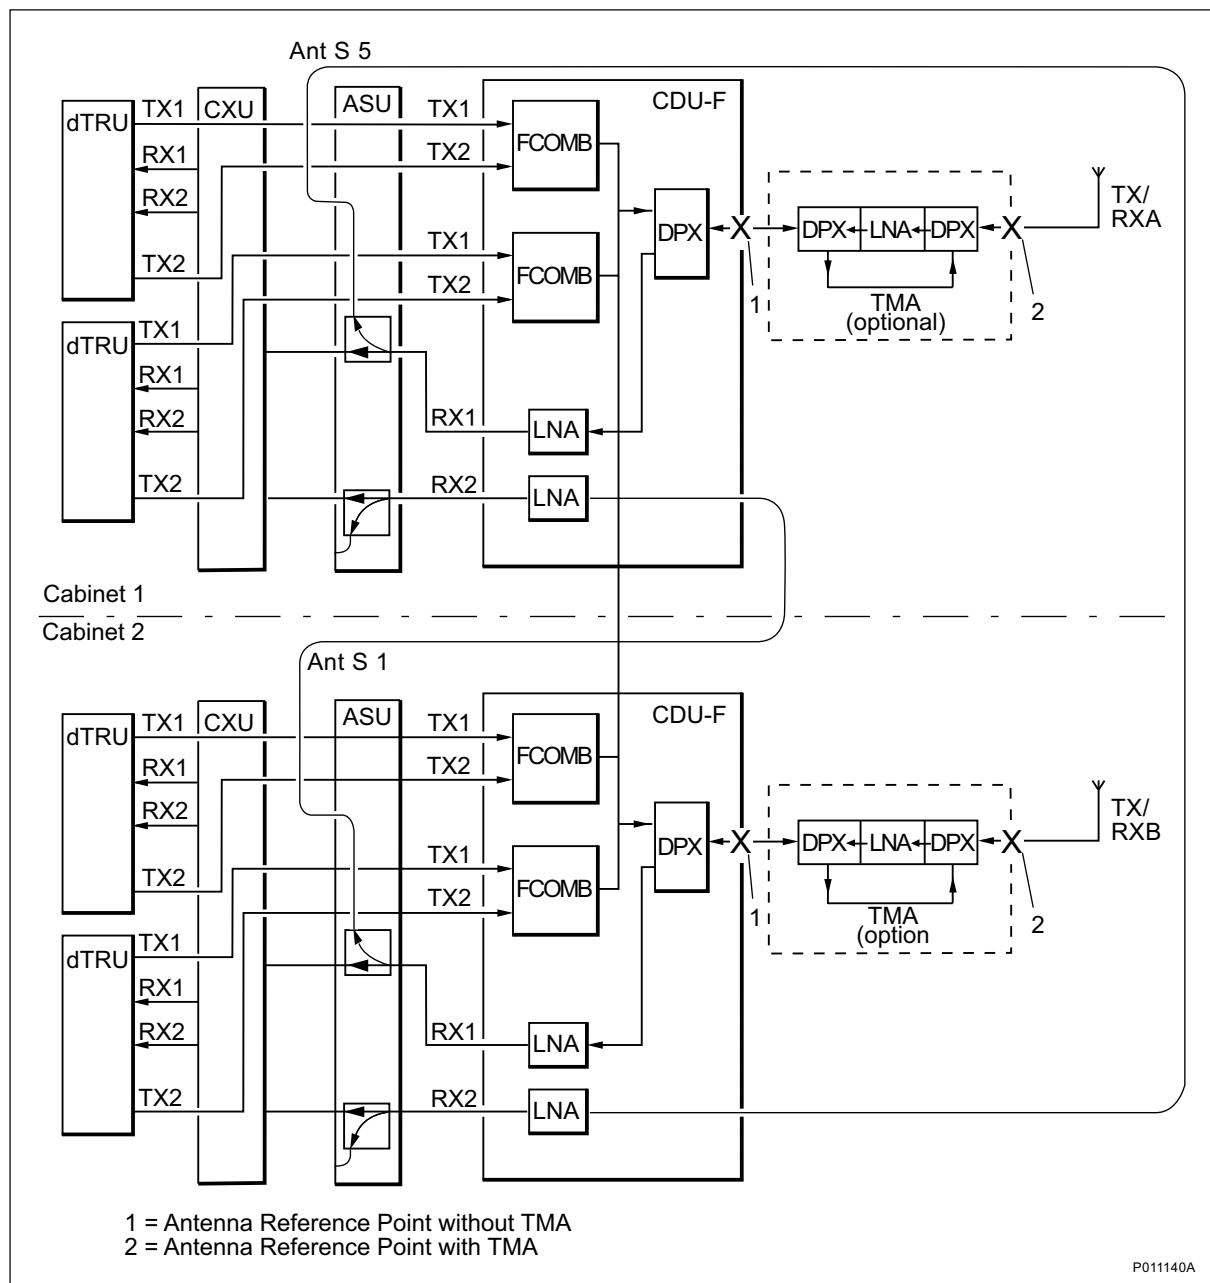 Ant S 5
dTRU
TX1
CXU
ASU
TX1
CDU-F
FCOMB
RX1
TX2
RX2
TX/
RXA
DPX
X
DPX
LNA
DPX
X
TX1
TX2
TX2
FCOMB
1
TMA
(optional)
2
dTRU
TX1
RX1
RX2
RX1
LNA
TX2
RX2
LNA
Cabinet 1
Cabinet 2
Ant S 1
dTRU
TX1
CXU
ASU
TX1
CDU-F
FCOMB
RX1
TX2
RX2
TX/
RXB
DPX
X
DPX
LNA
DPX
X
TX1
TX2
TX2
FCOMB
1
TMA
(option
2
dTRU
TX1
RX1
RX2
RX1
LNA
TX2
RX2
LNA
1 = Antenna Reference Point without TMA
2 = Antenna Reference Point with TMA
P011140A